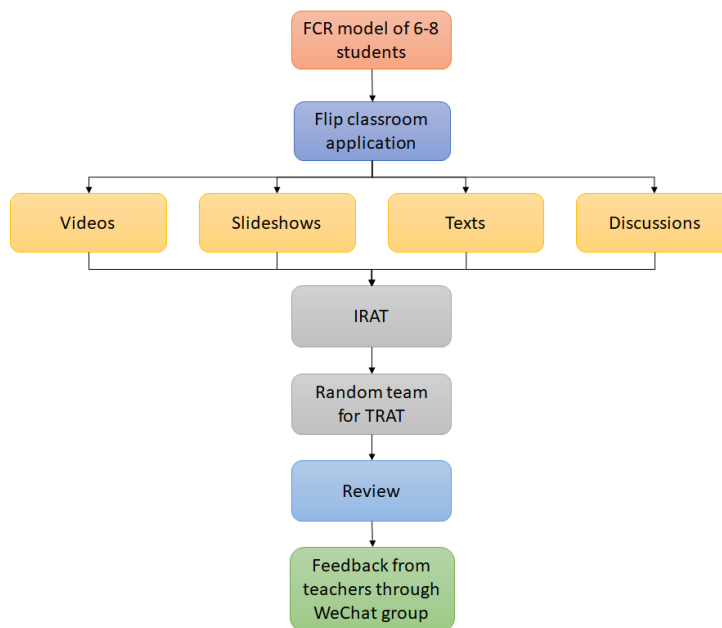 FCR model of 6-8
students
Flip classroom
application
Videos
Slideshows
Texts
Discussions
IRAT
Random team
for TRAT
Review
Feedback from
teachers through
WeChat group